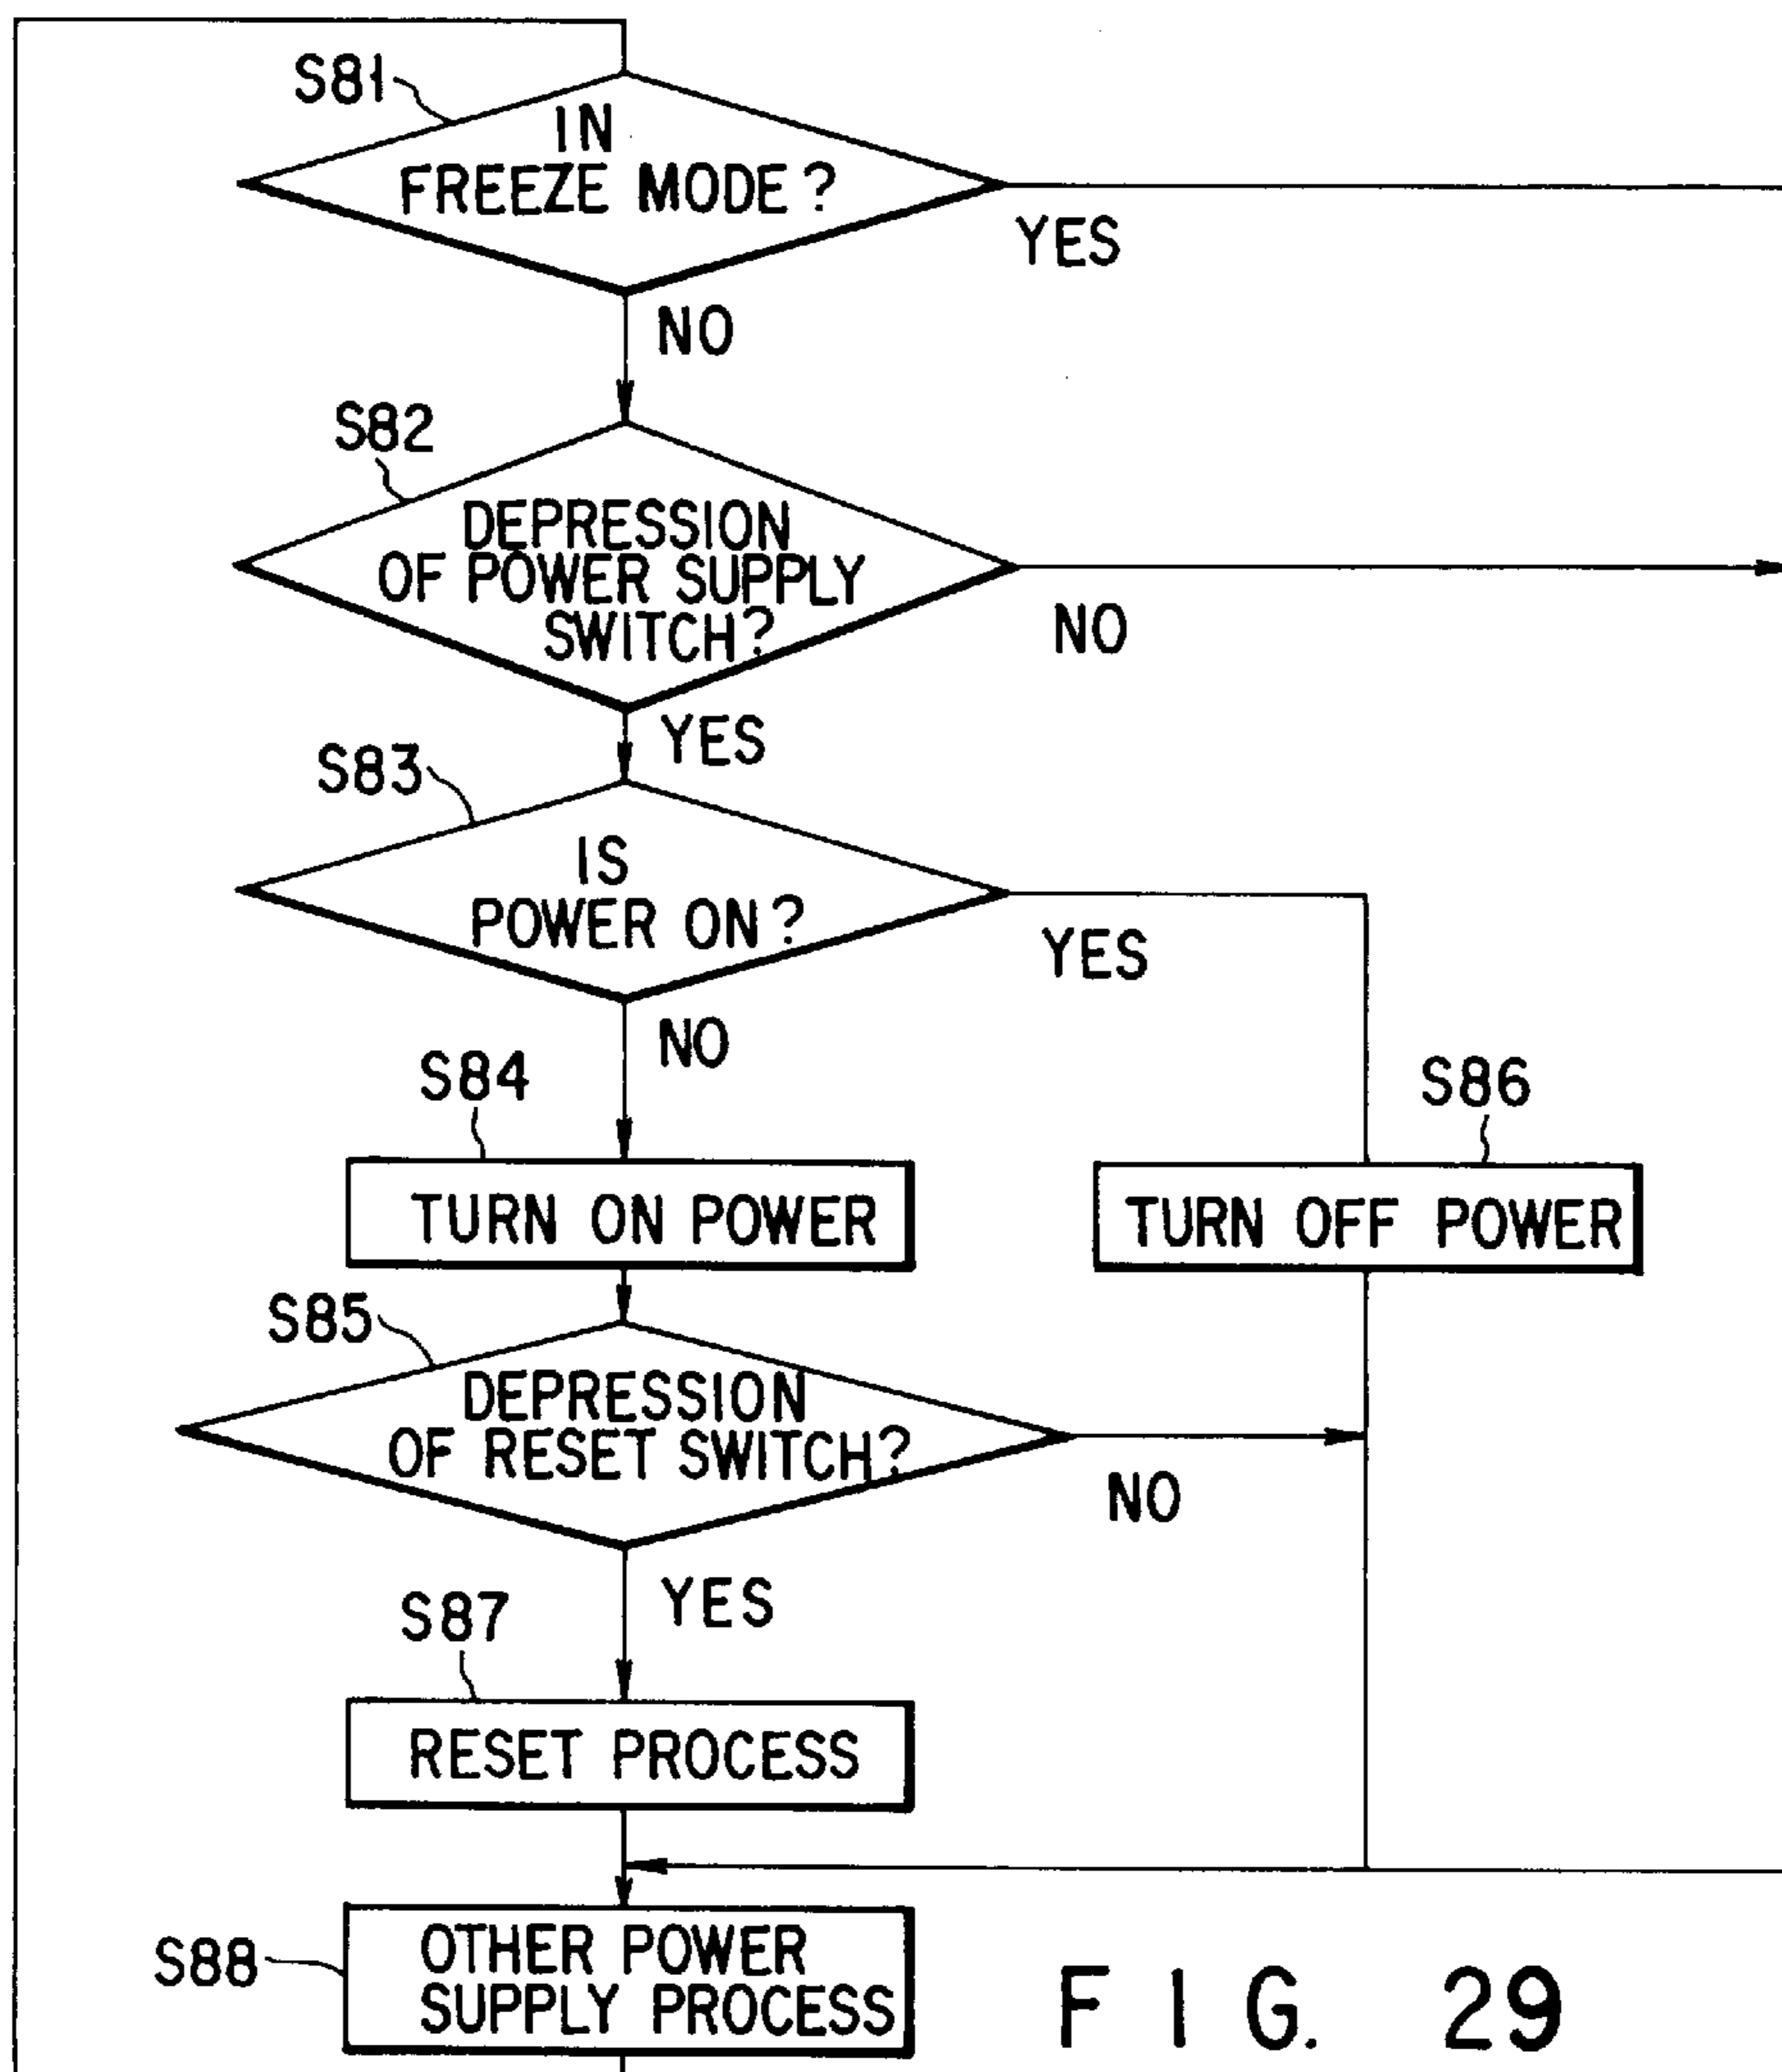 S81
IN
FREEZE MODE?
YES
NO
S82
DEPRESSION
OF POWER SUPPLY
SWITCH?
NO
YES
S83
IS
POWER ON?
YES
NO
S84
S86
TURN ON POWER
TURN OFF POWER
S85
DEPRESSION
OF RESET SWITCH?
NO
YES
S87
RESET PROCESS
S88
OTHER POWER
SUPPLY PROCESS
FIG. 29